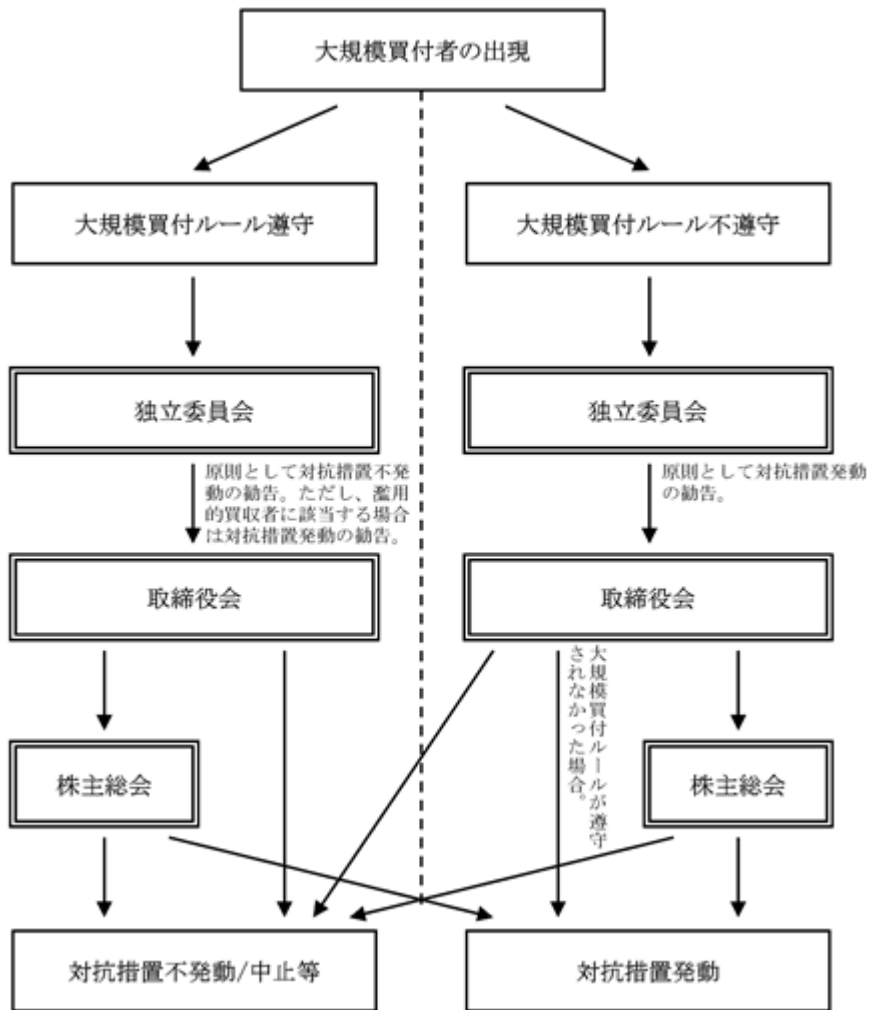 大規模買付者の出現
大規模買付ルール遵守
大規模買付ルール不遵守
独立委員会
独立委員会
原則として対抗措置不発
動の勧告。ただし、濫用
的買収者に該当する場合
は対抗措置発動の勧告。
原則として対抗措置発動
の勧告。
取締役会
取締役会
大規模買付ルールが遵守
されなかった場合。
株主総会
株主総会
対抗措置不発動/中止等
対抗措置発動